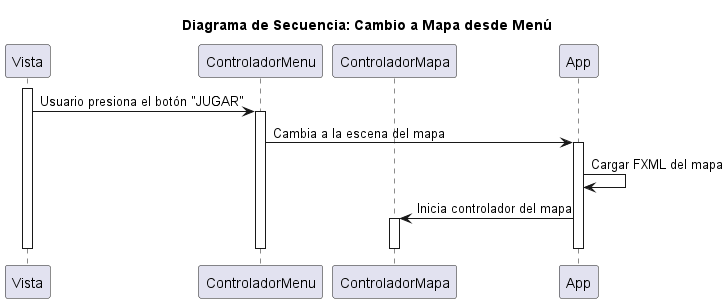 Diagrama de Secuencia: Cambio a Mapa desde Menú
Vista
ControladorMenu
ControladorMapa
App
Usuario presiona el botón "JUGAR"
Cambia a la escena del mapa
Cargar FXML del mapa
Inicia controlador del mapa
Vista
ControladorMenu
ControladorMapa
App